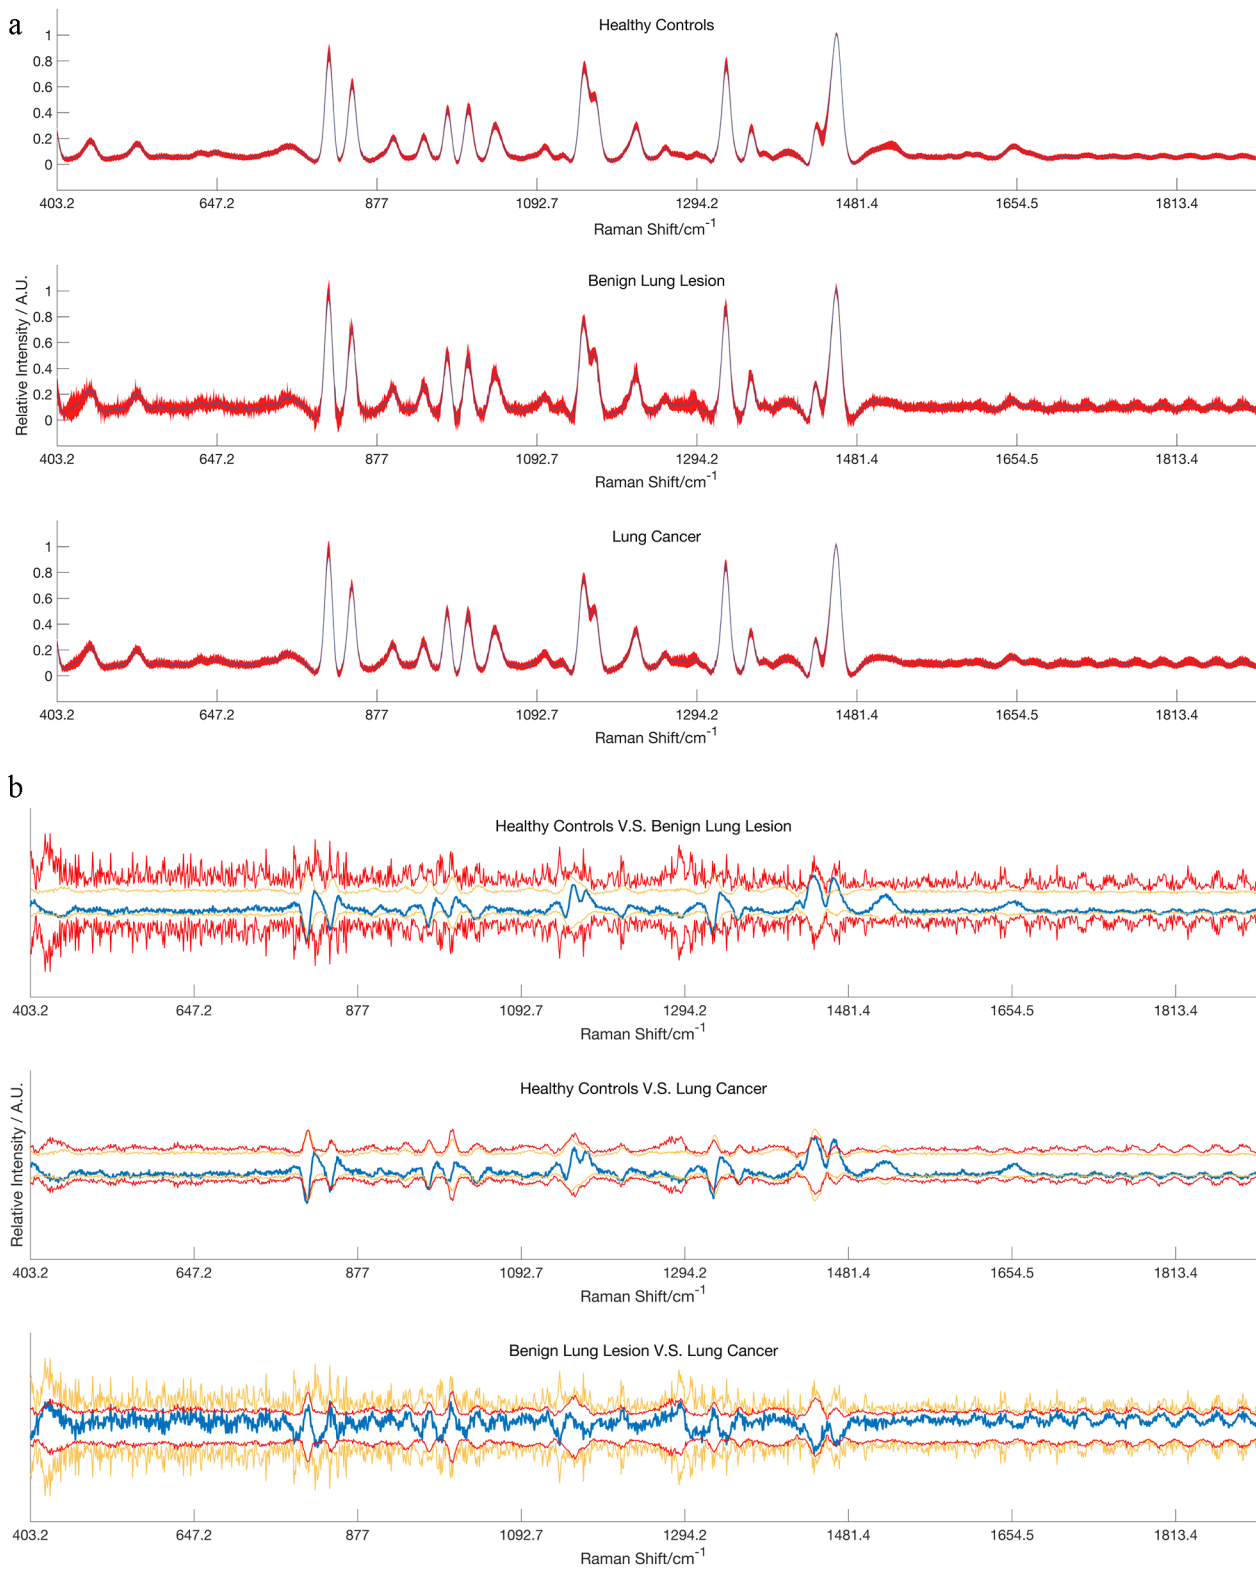 a
Healthy Controls
1
0.8
0.6
0.4
0.2
0
403.2 647.2 877 1092.7 1294.2 1481.4 1654.5 1813.4
Raman Shift/cm-1
Benign Lung Lesion
Relative Intensity / A.U.
1
0.8
0.6
0.4
0.2
0
403.2 647.2 877 1092.7 1294.2 1481.4 1654.5 1813.4
Raman Shift/cm-1
Lung Cancer
1
0.8
0.6
0.4
0.2
0
403.2 647.2 877 1092.7 1294.2 1481.4 1654.5 1813.4
Raman Shift/cm-1
b
Healthy Controls V.S. Benign Lung Lesion
403.2 647.2 877 1092.7 1294.2 1481.4 1654.5 1813.4
Raman Shift/cm-1
Healthy Controls V.S. Lung Cancer
Relative Intensity / A.U.
403.2 647.2 877 1092.7 1294.2 1481.4 1654.5 1813.4
Raman Shift/cm-1
Benign Lung Lesion V.S. Lung Cancer
403.2 647.2 877 1092.7 1294.2 1481.4 1654.5 1813.4
Raman Shift/cm-1